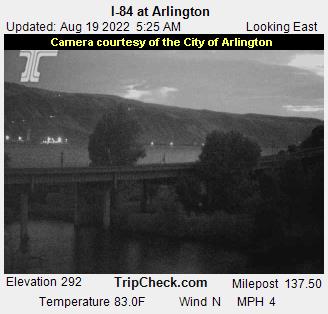 I-84 at Arlington
Updated: Aug 19 2022 5:25 AM Looking East
Camera courtesy of the City of Arlington
Elevation 292 TripCheck.com Milepost 137.50
Temperature 83.0F Wind N MPH 4